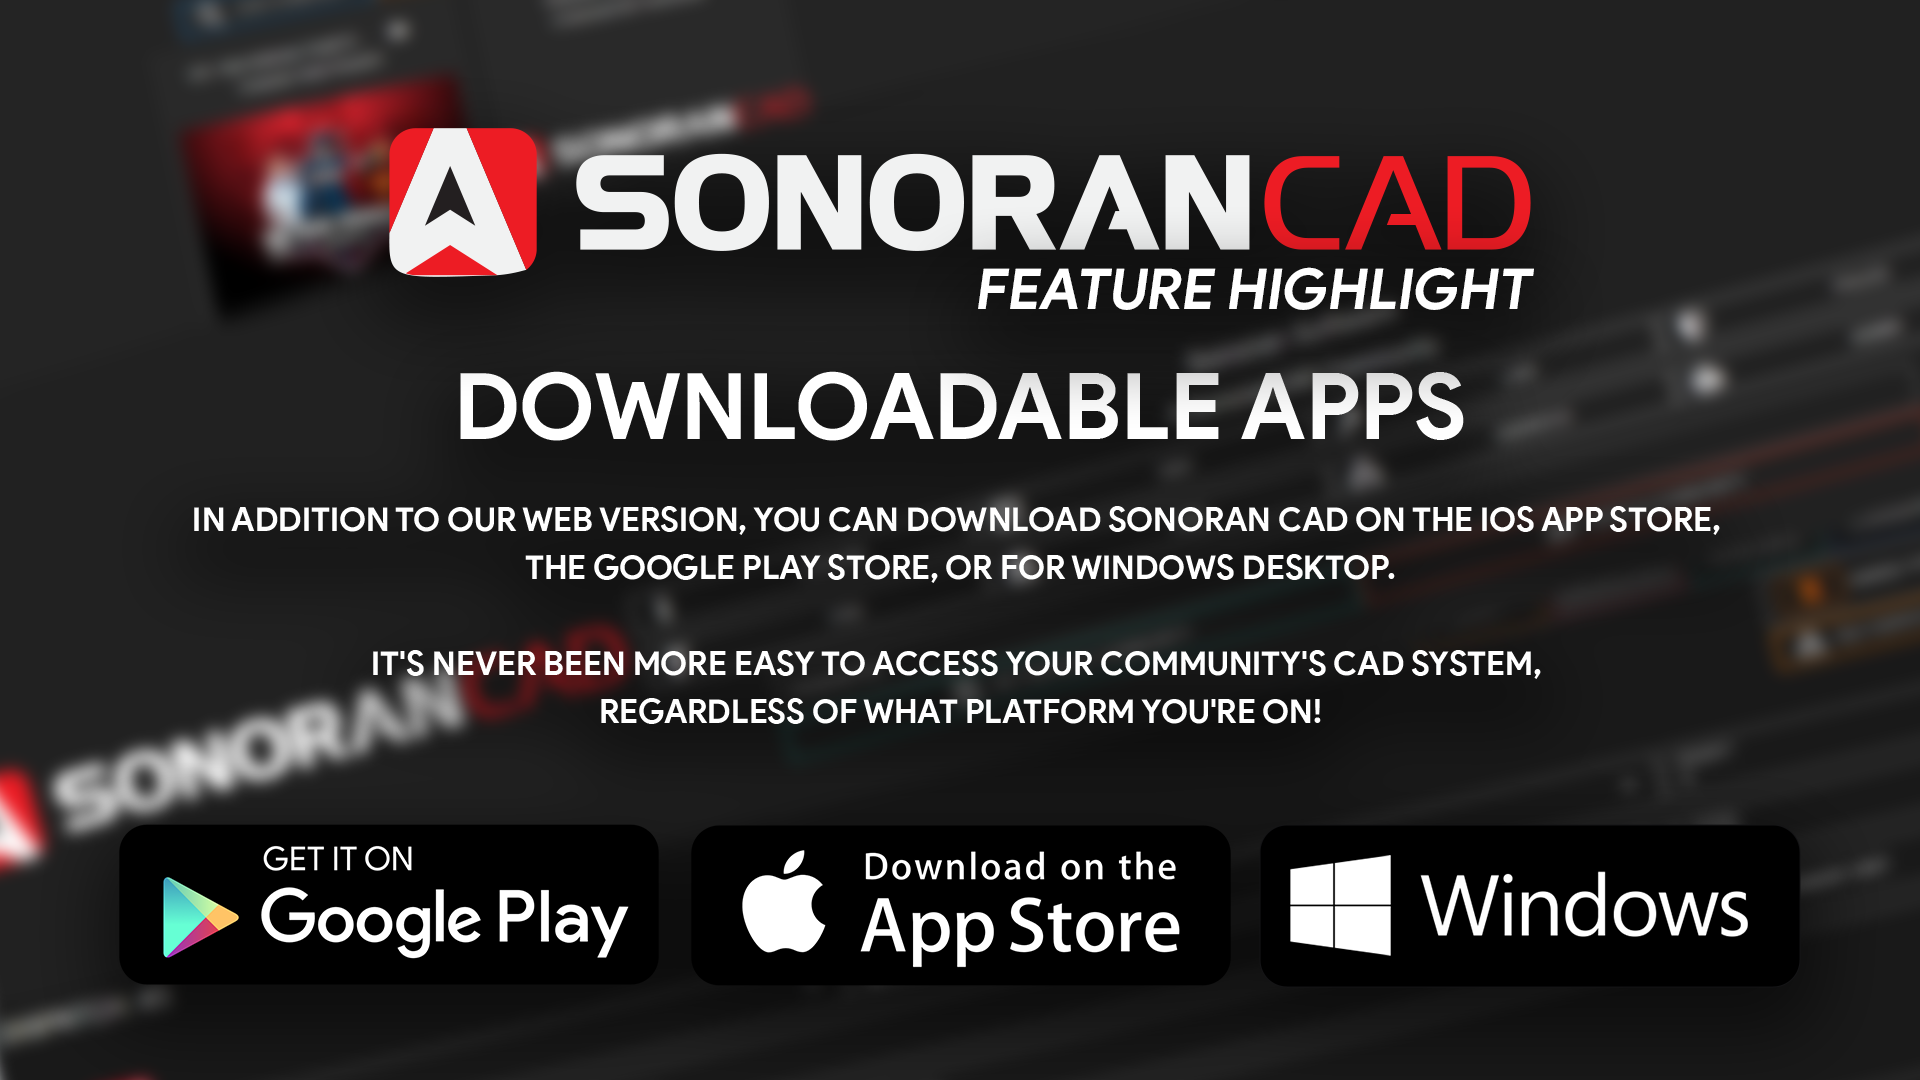 SONORANCAD
FEATURE HIGHLIGHT
DOWNLOADABLE APPS
IN ADDITION TO OUR WEB VERSION, YOU CAN DOWNLOAD SONORAN CAD ON THE IOS APP STORE,
THE GOOGLE PLAY STORE, OR FOR WINDOWS DESKTOP.
IT'S NEVER BEEN MORE EASY TO ACCESS YOUR COMMUNITY'S CAD SYSTEM,
REGARDLESS OF WHAT PLATFORM YOU'RE ON!
SONORANCAD
SONORANCAD
GET IT ON
Google Play
Download on the
App Store
Windows